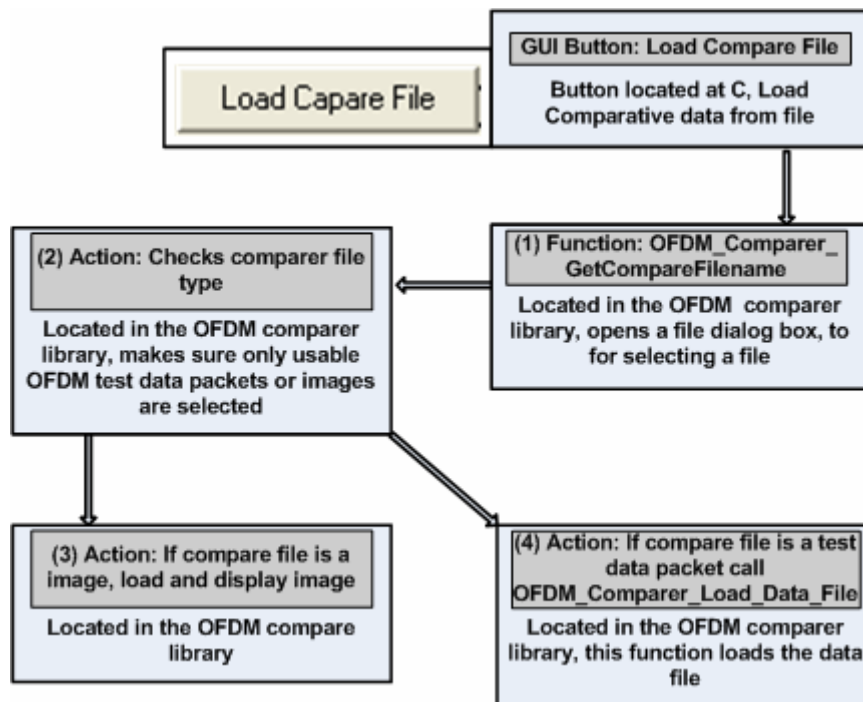 Load Capare File
GUI Button: Load Compare File
Button located at C, Load
Comparative data from file
(1) Function: OFDM_Comparer_
GetCompareFilename
Located in the OFDM comparer
library, opens a file dialog box, to
for selecting a file
(2) Action: Checks comparer file
type
Located in the OFDM comparer
library, makes sure only usable
OFDM test data packets or images
are selected
(3) Action: If compare file is a
image, load and display image
Located in the OFDM compare
library
(4) Action: If compare file is a test
data packet call
OFDM_Comparer_Load_Data_File
Located in the OFDM comparer
library, this function loads the data
file